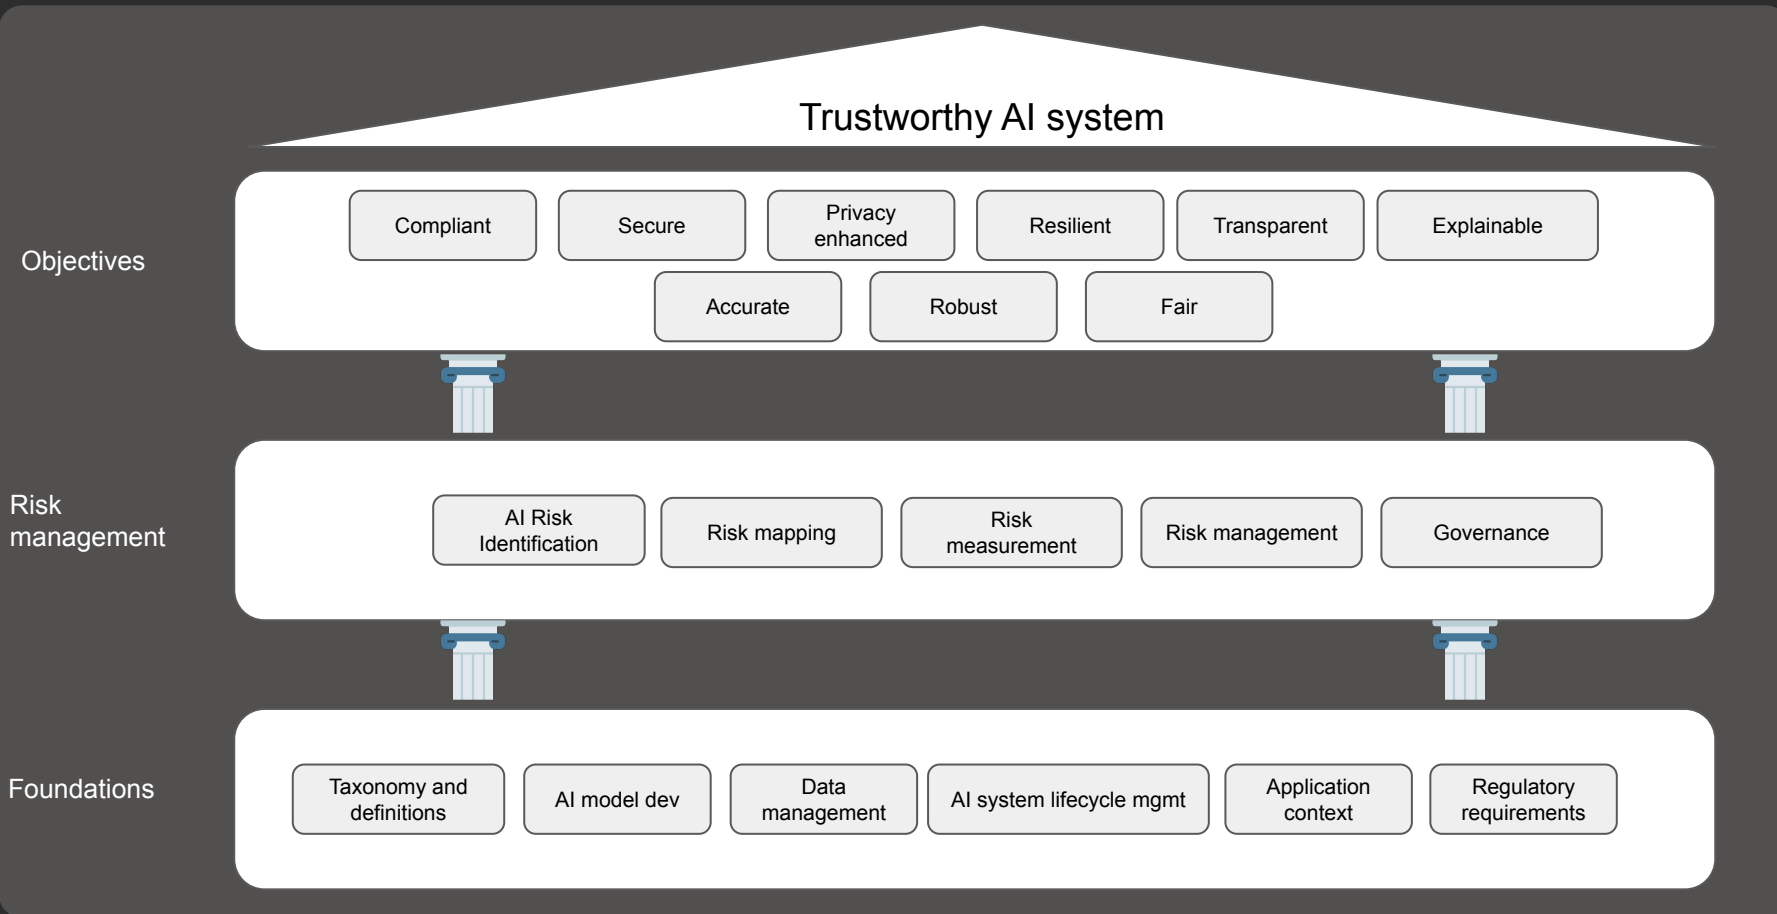 Trustworthy AI system
Objectives
Compliant
Secure
Privacy
enhanced
Resilient
Transparent
Explainable
Accurate
Robust
Fair
Risk
management
AI Risk
Identification
Risk mapping
Risk
measurement
Risk management
Governance
Foundations
Taxonomy and
definitions
AI model dev
Data
management
AI system lifecycle mgmt
Application
context
Regulatory
requirements